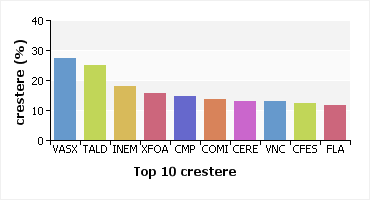 crestere (%)
40
30
20
10
0
VASX TALD INEM XFOA CMP COMI CERE VNC CFES FLA
Top 10 crestere